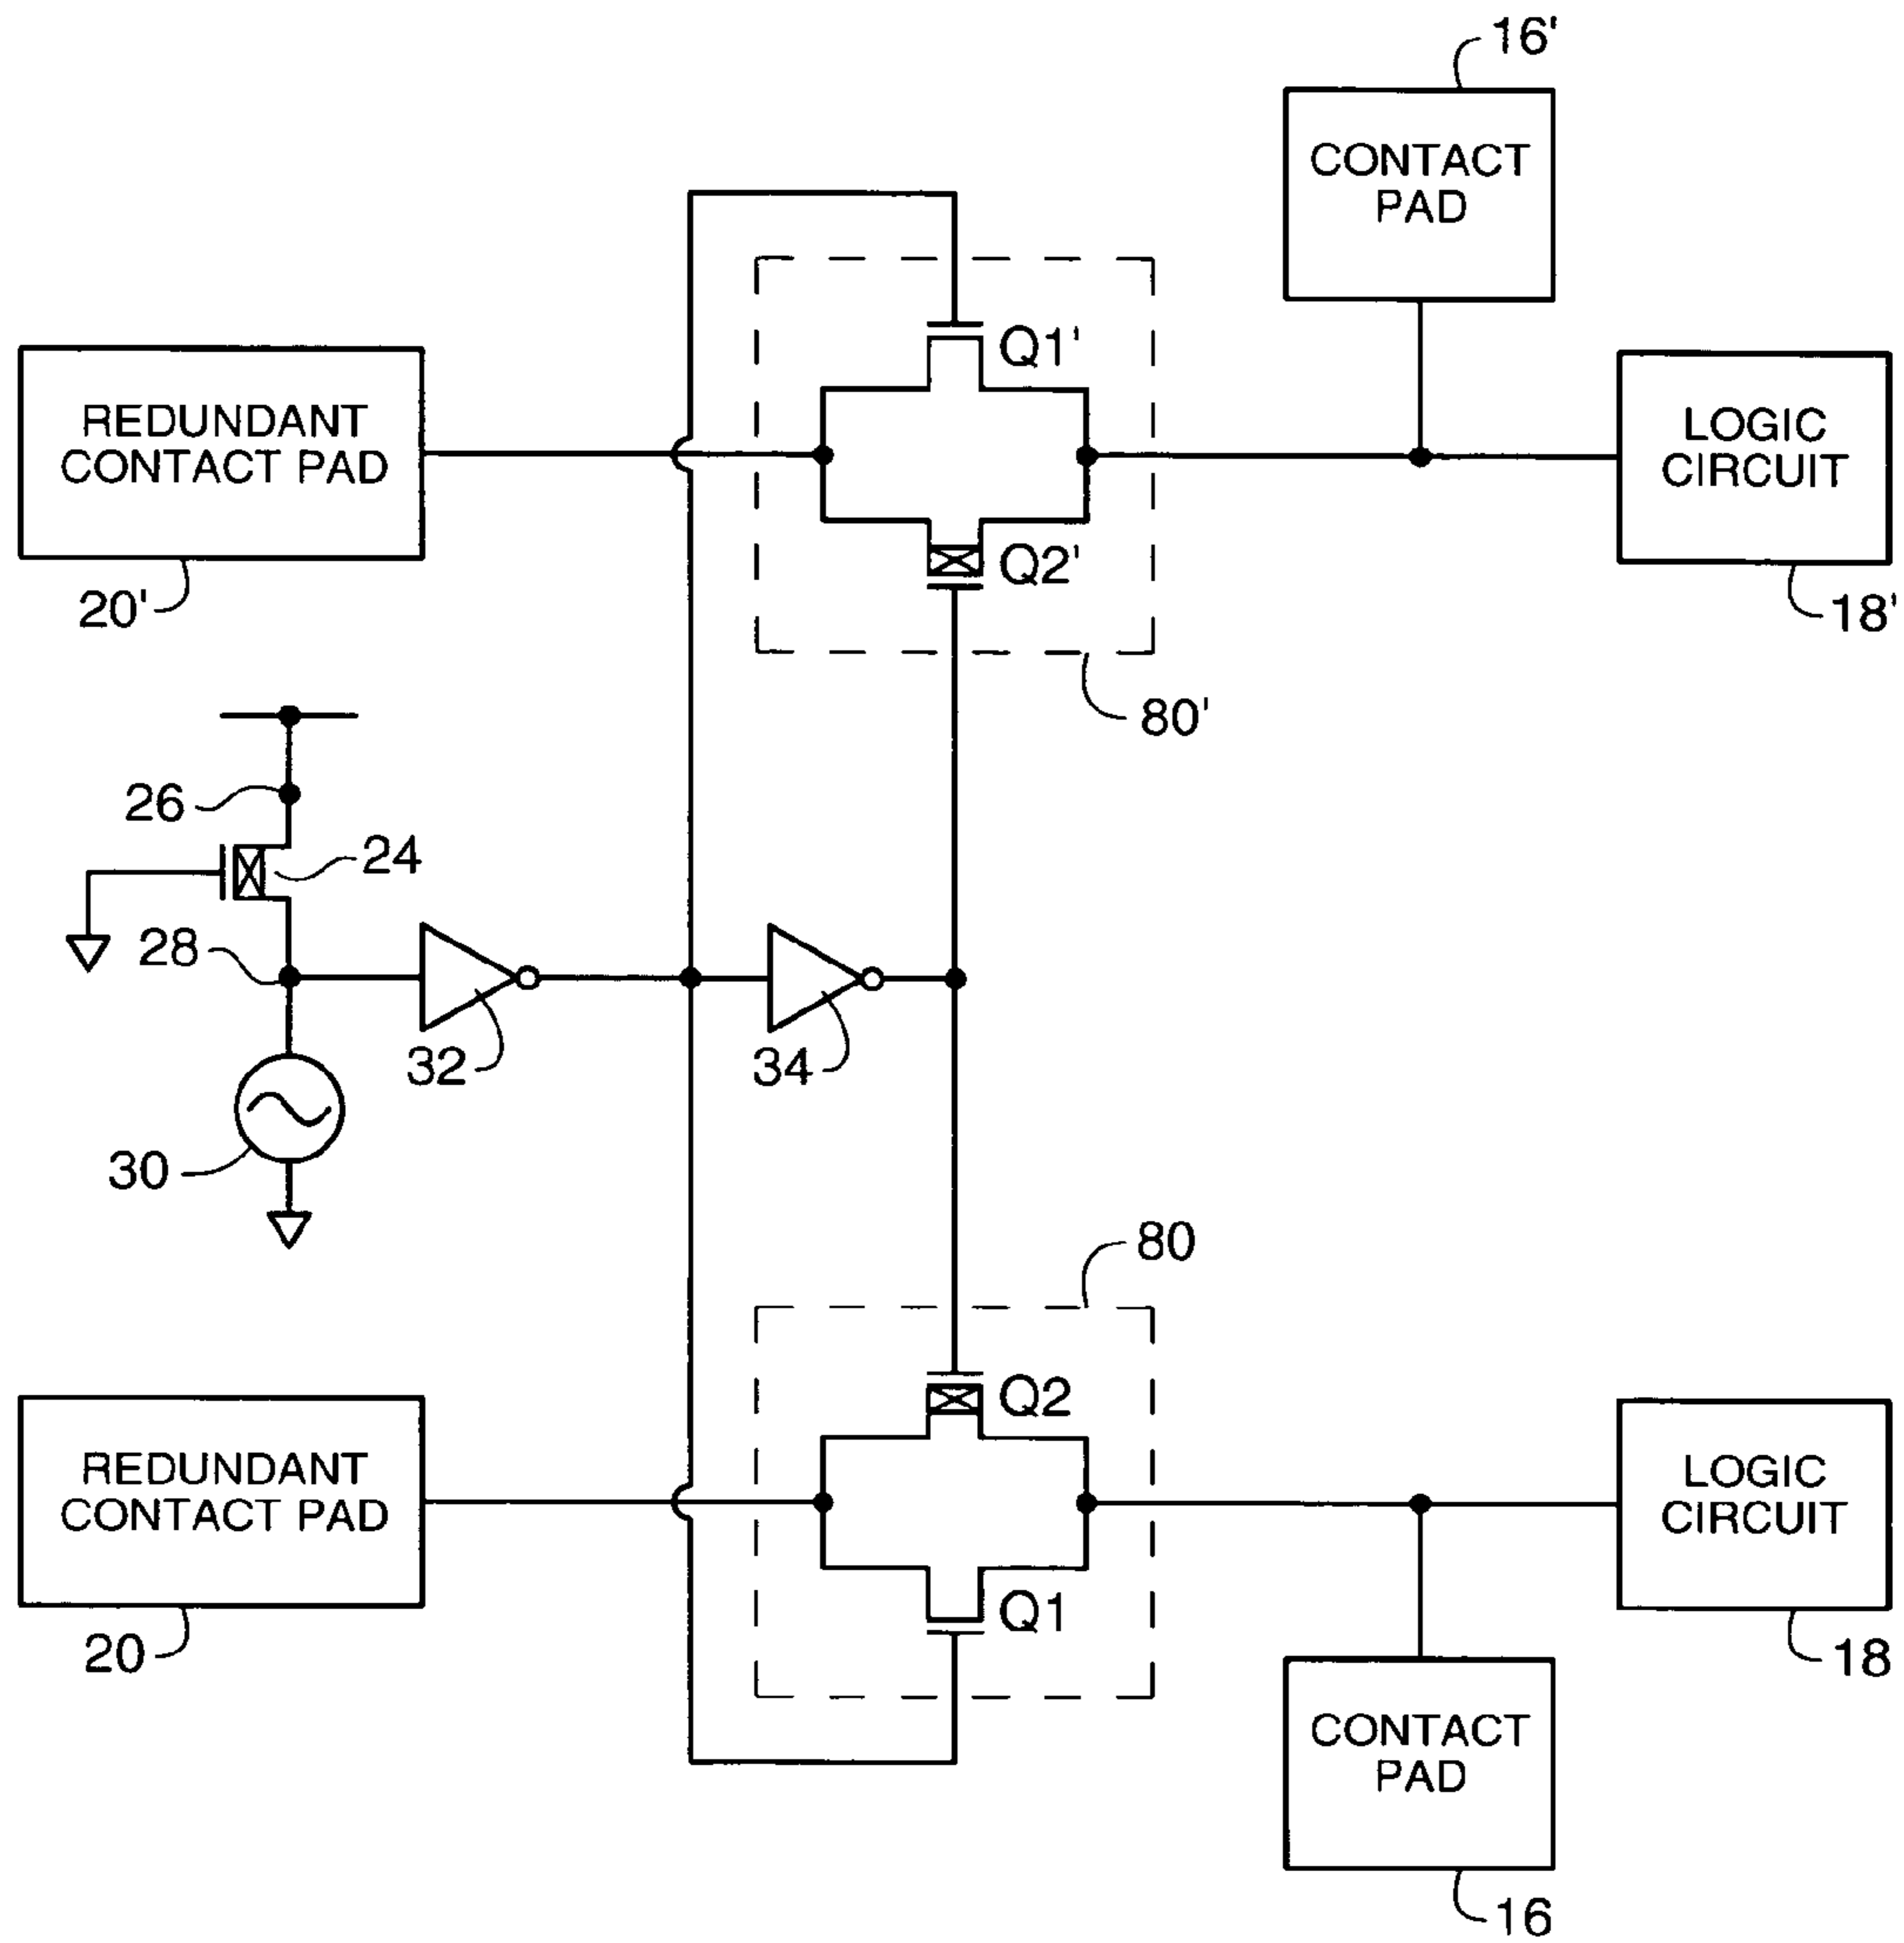 16'
CONTACT
PAD
Q1'
REDUNDANT
CONTACT PAD
LOGIC
CIRCUIT
Q2'
20'
18'
80'
26
24
28
32
34
30
80
Q2
REDUNDANT
CONTACT PAD
LOGIC
CIRCUIT
Q1
20
18
CONTACT
PAD
16